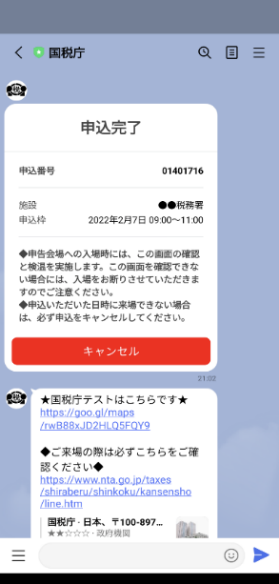 国税庁
申込完了
申込番号 01401716
施設 ●●税務署
申込枠 2022年2月7日 09:00～11:00
◆申告会場への入場時には、この画面の確認
と検温を実施します。この画面を確認できな
い場合には、入場をお断りさせていただきま
すのでご注意ください。
◆申込いただいた日時に来場できない場合
は、必ず申込をキャンセルしてください。
キャンセル
21:02
★国税庁テストはこちらです★
https://goo.gl/maps
/rwB88xJD2HLQ5FQY9
◆ご来場の際は必ずこちらをご確
認ください◆
https://www.nta.go.jp/taxes
/shiraberu/shinkoku/kansensho
/line.htm
国税庁 · 日本、〒100-897...
★★☆☆☆ · 政府機関